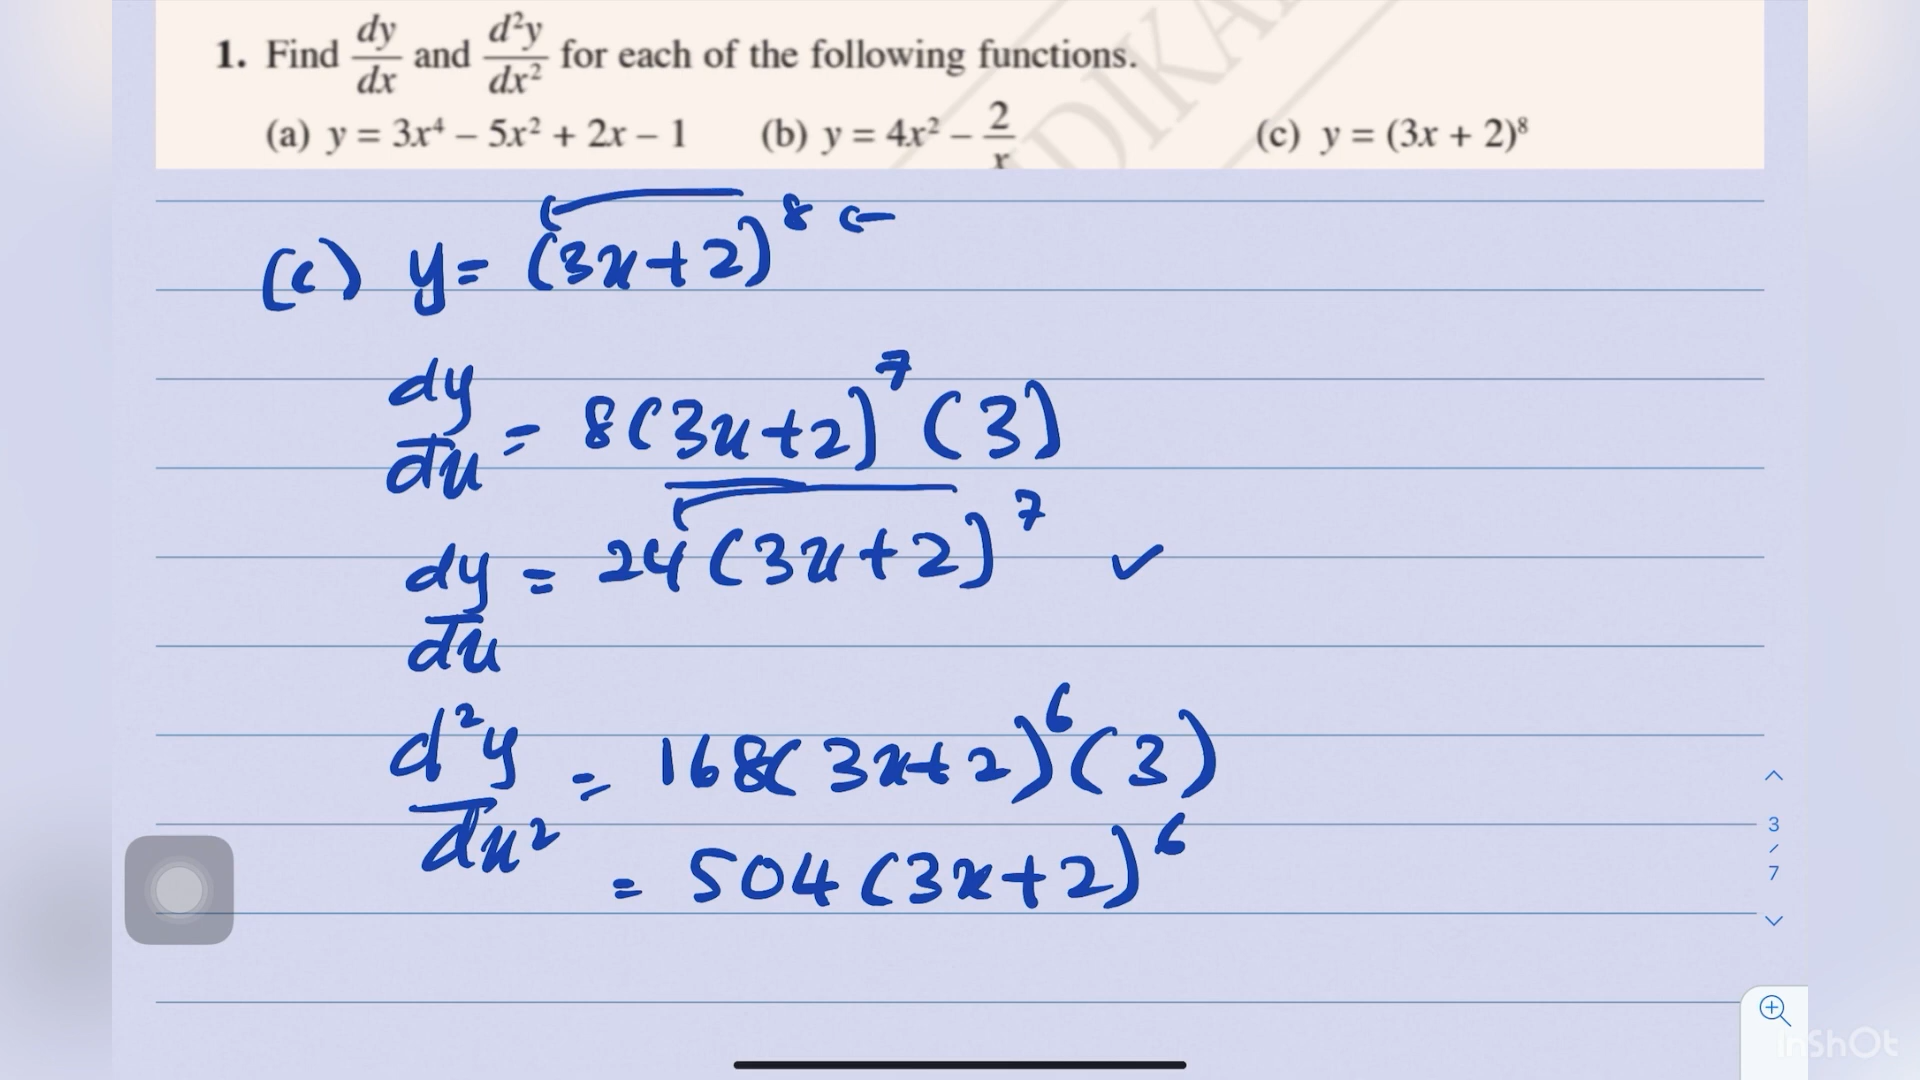 1. Find dy/dx and d²y/dx² for each of the following functions.
(a) y = 3x⁴ – 5x² + 2x – 1 (b) y = 4x² – 2/x (c) y = (3x + 2)⁸
(c) y = (3x+2)⁸ ←
dy/dx = 8(3x+2)⁷(3)
dy/dx = 24(3x+2)⁷ ✓
d²y/dx² = 168(3x+2)⁶(3)
= 504(3x+2)⁶
3
/
7
InShOt